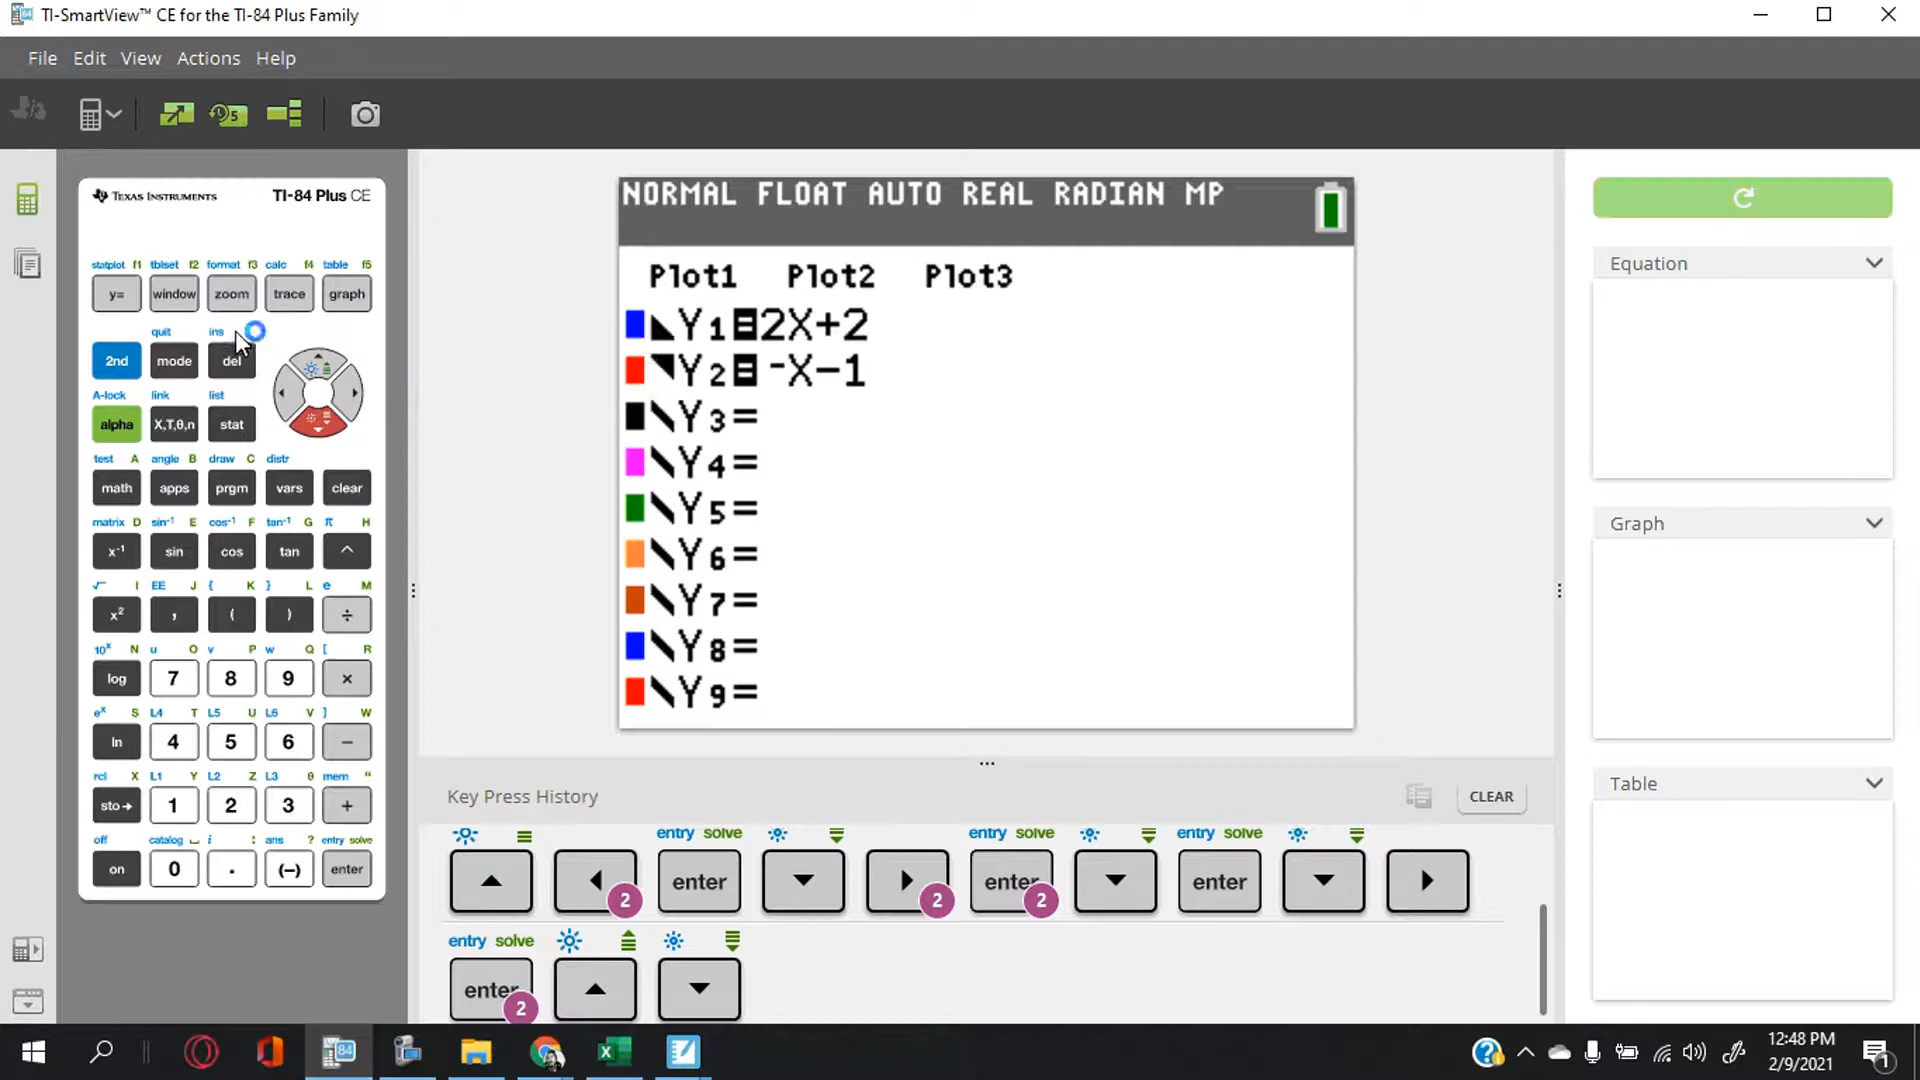 TI-SmartView™ CE for the TI-84 Plus Family
File Edit View Actions Help
TEXAS INSTRUMENTS TI-84 Plus CE
statplot f1 tblset f2 format f3 calc f4 table f5
y= window zoom trace graph
quit ins
2nd mode del
A-lock link list
alpha X,T,θ,n stat
test A angle B draw C distr
math apps prgm vars clear
matrix D sin⁻¹ E cos⁻¹ F tan⁻¹ G π H
x⁻¹ sin cos tan ^
√ I EE J { K } L e M
x² , ( ) ÷
10ˣ N u O v P w Q [ R
log 7 8 9 ×
eˣ S L4 T L5 U L6 V ] W
ln 4 5 6 −
rcl X L1 Y L2 Z L3 θ mem “
sto→ 1 2 3 +
off catalog ⎵ i : ans ? entry solve
on 0 . (−) enter
NORMAL FLOAT AUTO REAL RADIAN MP
Plot1 Plot2 Plot3
Y1=2X+2
Y2=-X-1
Y3=
Y4=
Y5=
Y6=
Y7=
Y8=
Y9=
Key Press History CLEAR
entry solve entry solve entry solve
2 enter 2 enter 2 enter
entry solve
enter 2
Equation
Graph
Table
84
12:48 PM
2/9/2021
1